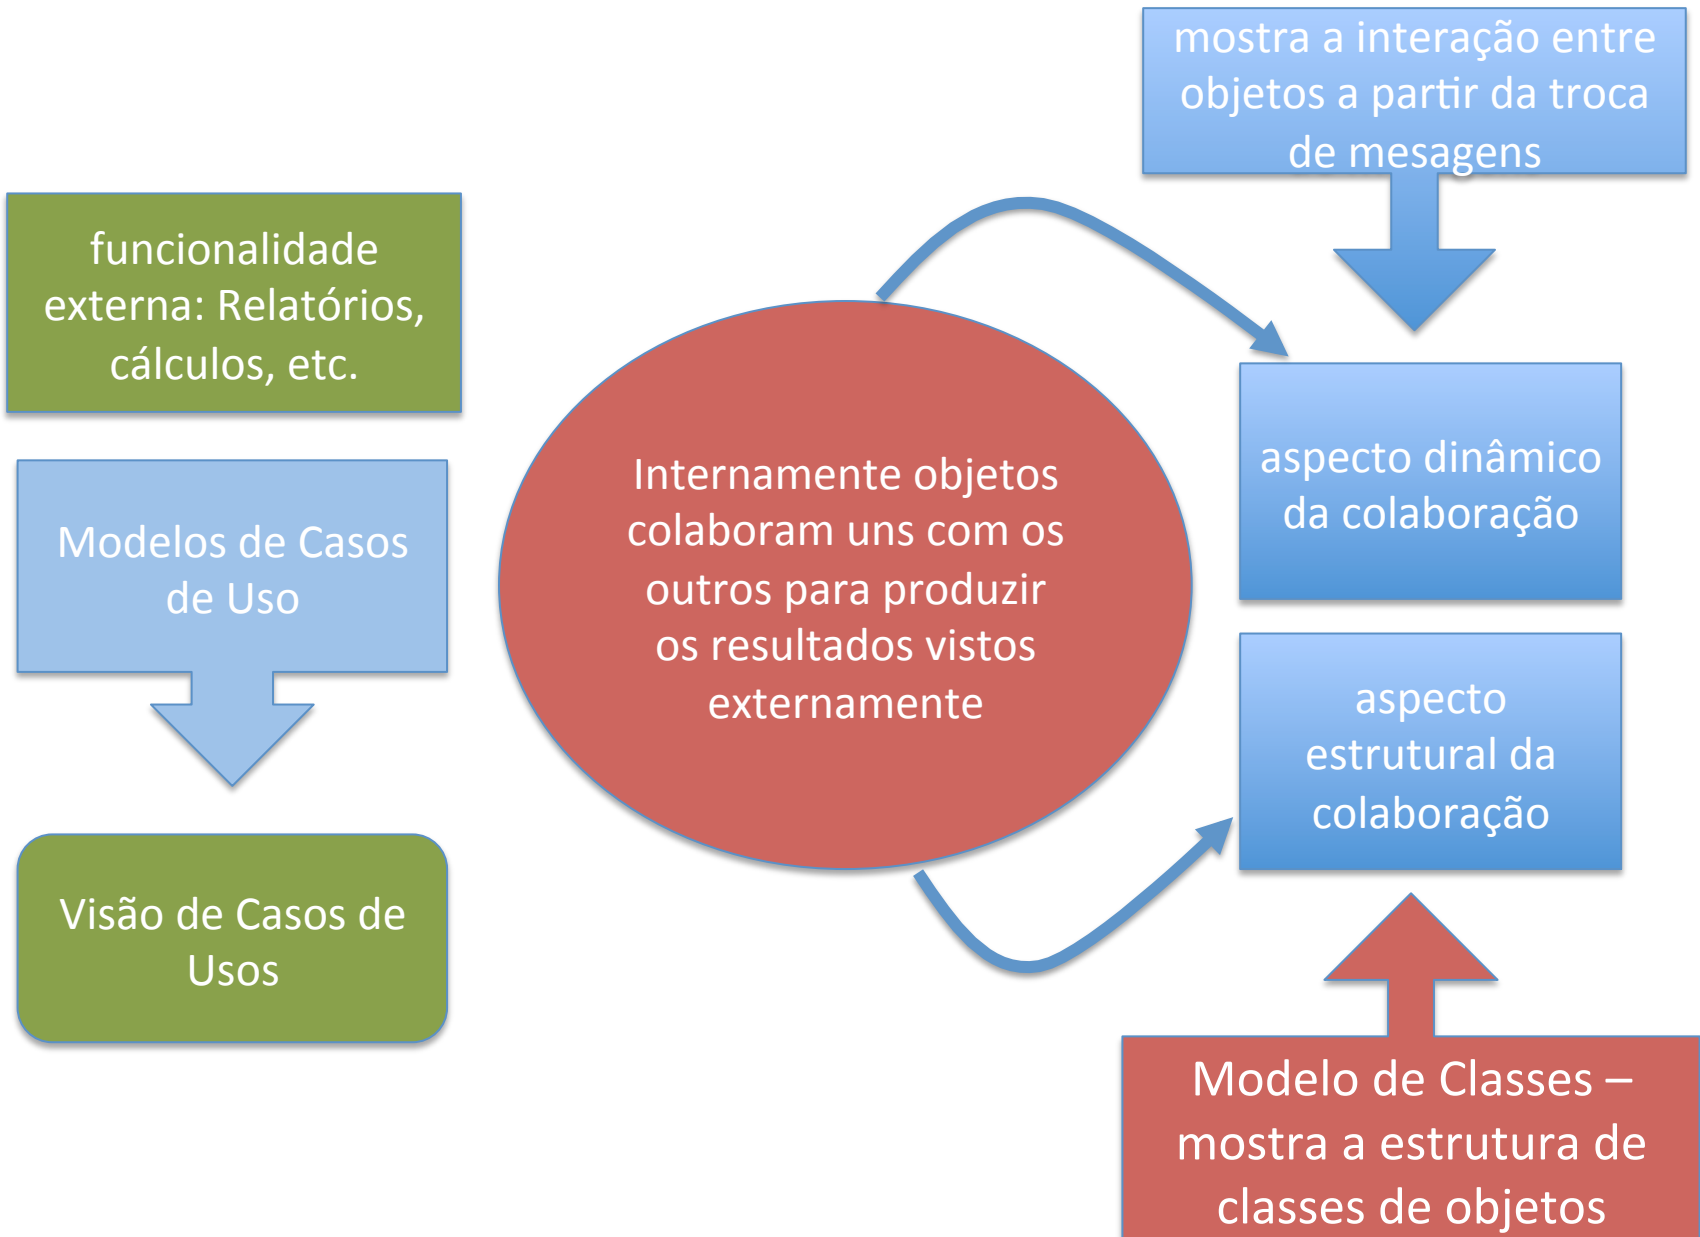 mostra a interação entre
objetos a partir da troca
de mesagens
funcionalidade
externa: Relatórios,
cálculos, etc.
Modelos de Casos
de Uso
Visão de Casos de
Usos
Internamente objetos
colaboram uns com os
outros para produzir
os resultados vistos
externamente
aspecto dinâmico
da colaboração
aspecto
estrutural da
colaboração
Modelo de Classes –
mostra a estrutura de
classes de objetos